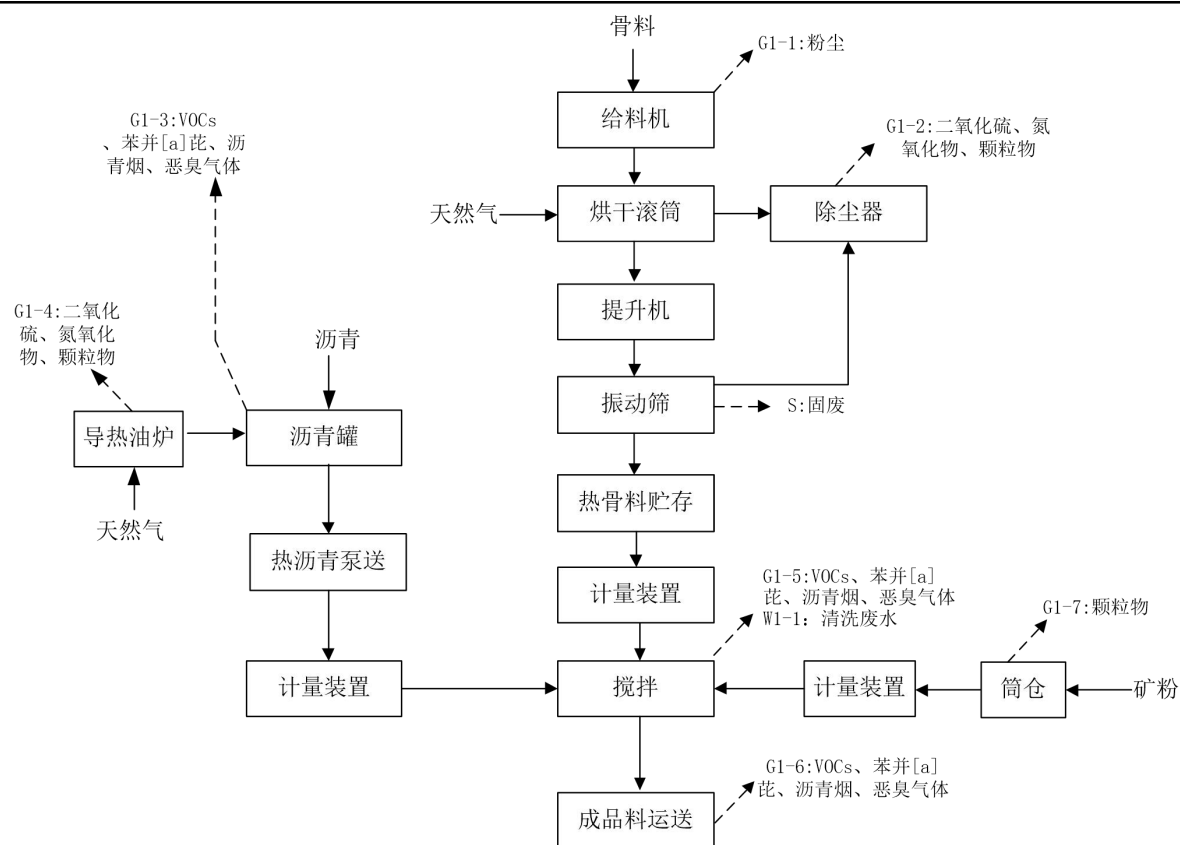 骨料
G1-1:粉尘
给料机
G1-3:VOCs
、苯并[a]芘、沥
青烟、恶臭气体
G1-2:二氧化硫、氮
氧化物、颗粒物
天然气
烘干滚筒
除尘器
提升机
G1-4:二氧化
硫、氮氧化
物、颗粒物
沥青
振动筛
S:固废
导热油炉
沥青罐
天然气
热骨料贮存
热沥青泵送
计量装置
G1-5:VOCs、苯并[a]
芘、沥青烟、恶臭气体
W1-1：清洗废水
G1-7:颗粒物
计量装置
搅拌
计量装置
筒仓
矿粉
G1-6:VOCs、苯并[a]
芘、沥青烟、恶臭气体
成品料运送